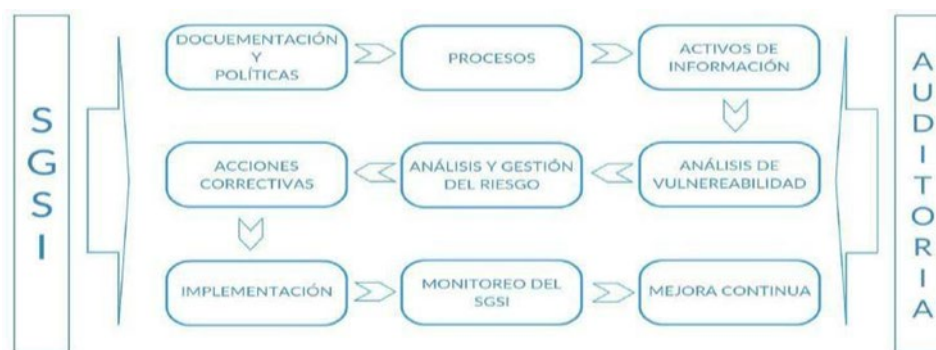 SGSI
DOCUEMENTACIÓN
Y
POLÍTICAS
PROCESOS
ACTIVOS DE
INFORMACIÓN
ACCIONES
CORRECTIVAS
ANÁLISIS Y GESTIÓN
DEL RIESGO
ANÁLISIS DE
VULNEREABILIDAD
IMPLEMENTACIÓN
MONITOREO DEL
SGSI
MEJORA CONTINUA
AUDITORIA